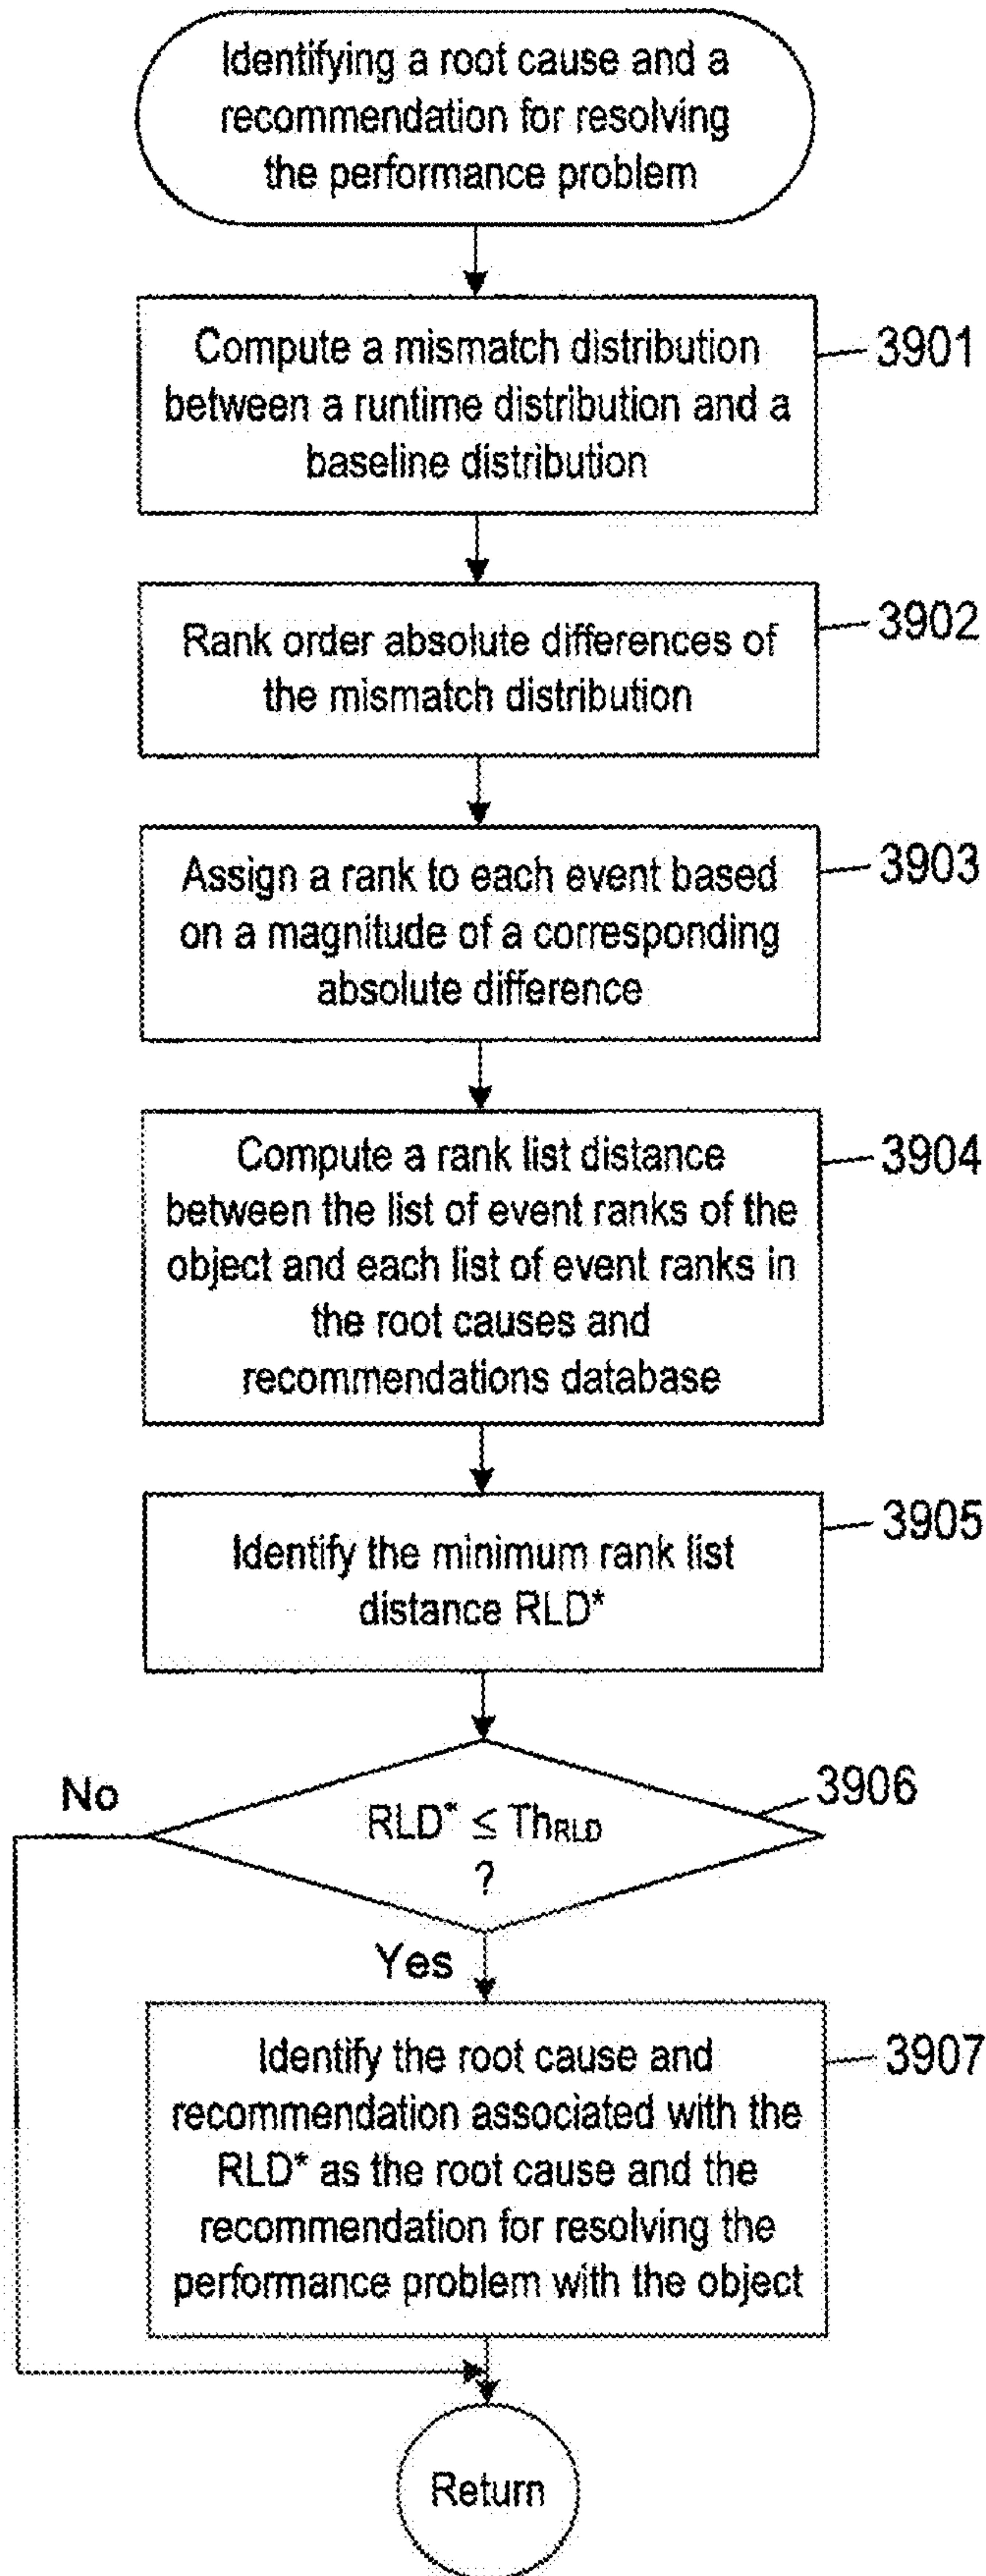 Identifying a root cause and a
recommendation for resolving
the performance problem
Compute a mismatch distribution
between a runtime distribution and a
baseline distribution
3901
Rank order absolute differences of
the mismatch distribution
3902
Assign a rank to each event based
on a magnitude of a corresponding
absolute difference
3903
Compute a rank list distance
between the list of event ranks of the
object and each list of event ranks in
the root causes and
recommendations database
3904
Identify the minimum rank list
distance RLD*
3905
No
RLD* ≤ ThRLD
?
3906
Yes
Identify the root cause and
recommendation associated with the
RLD* as the root cause and the
recommendation for resolving the
performance problem with the object
3907
Return